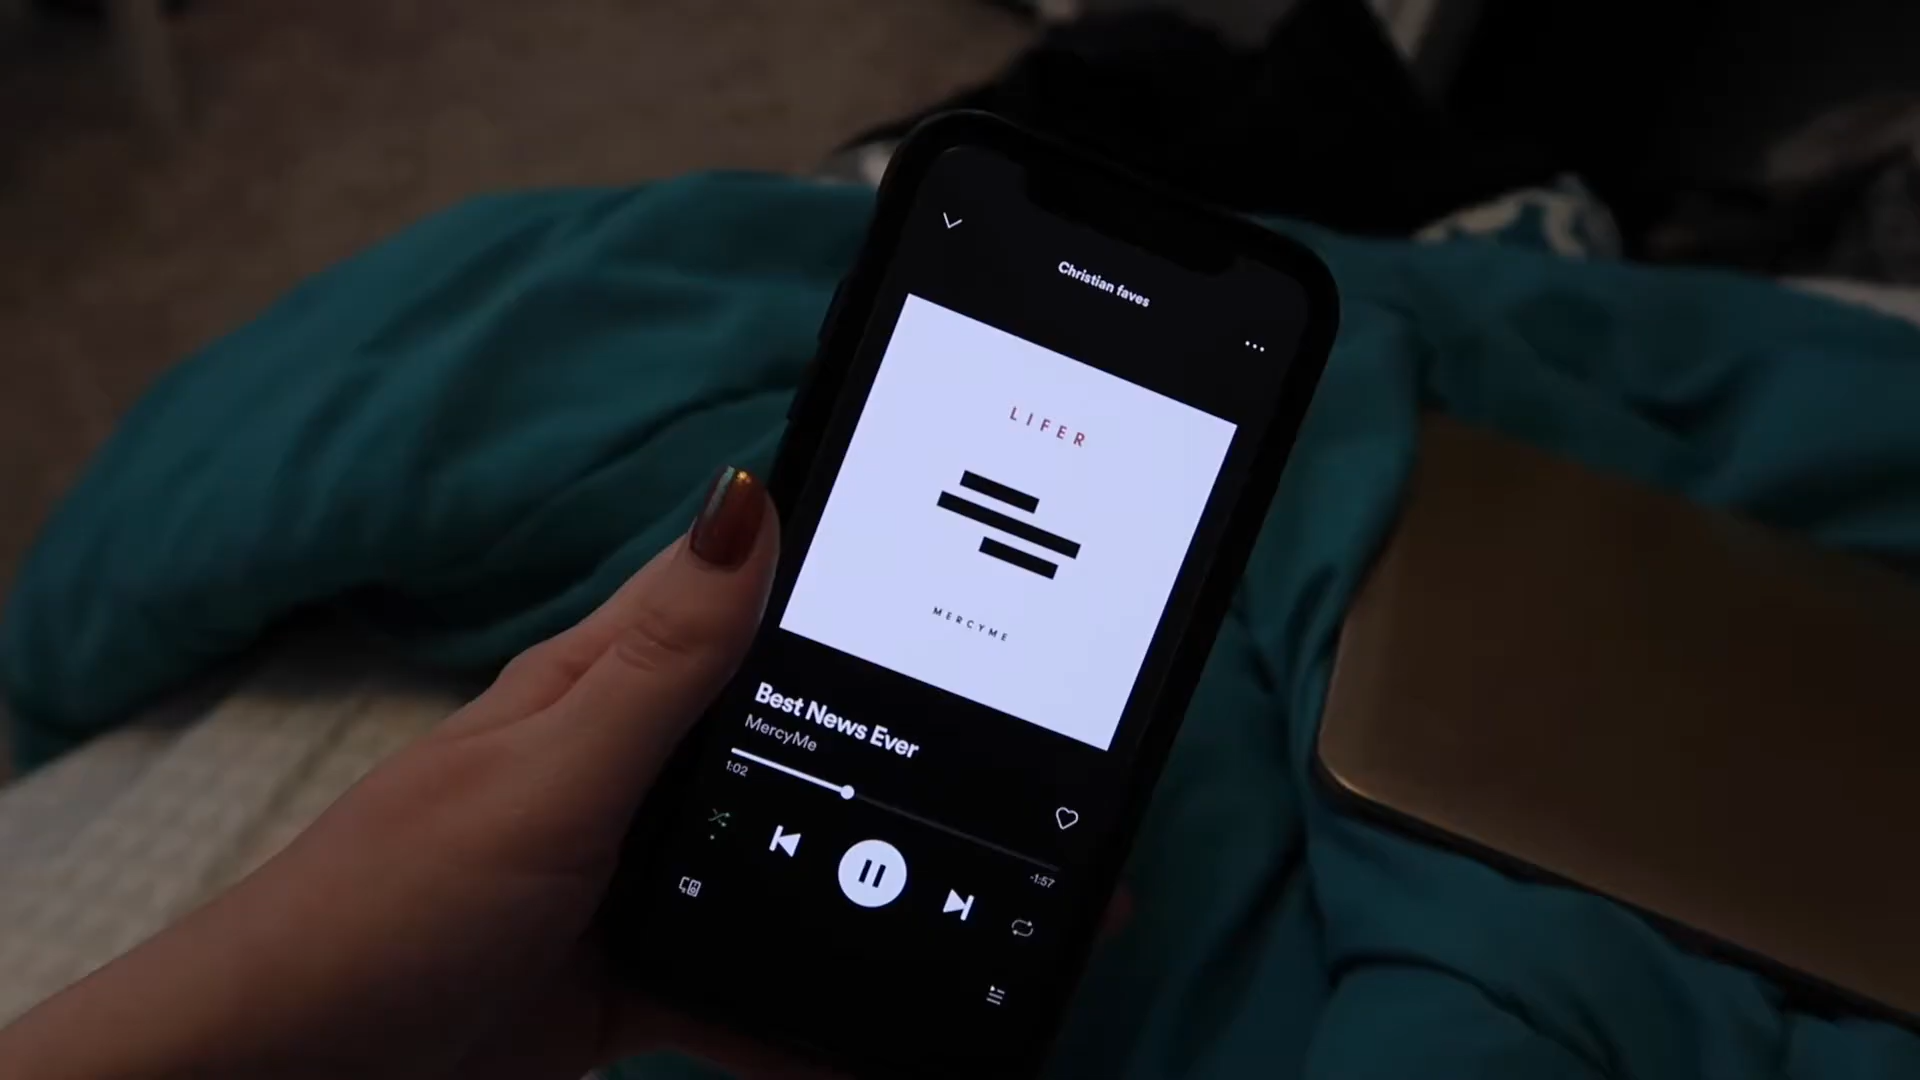 Christian faves
LIFER
MERCYME
Best News Ever
MercyMe
1:02
-1:57